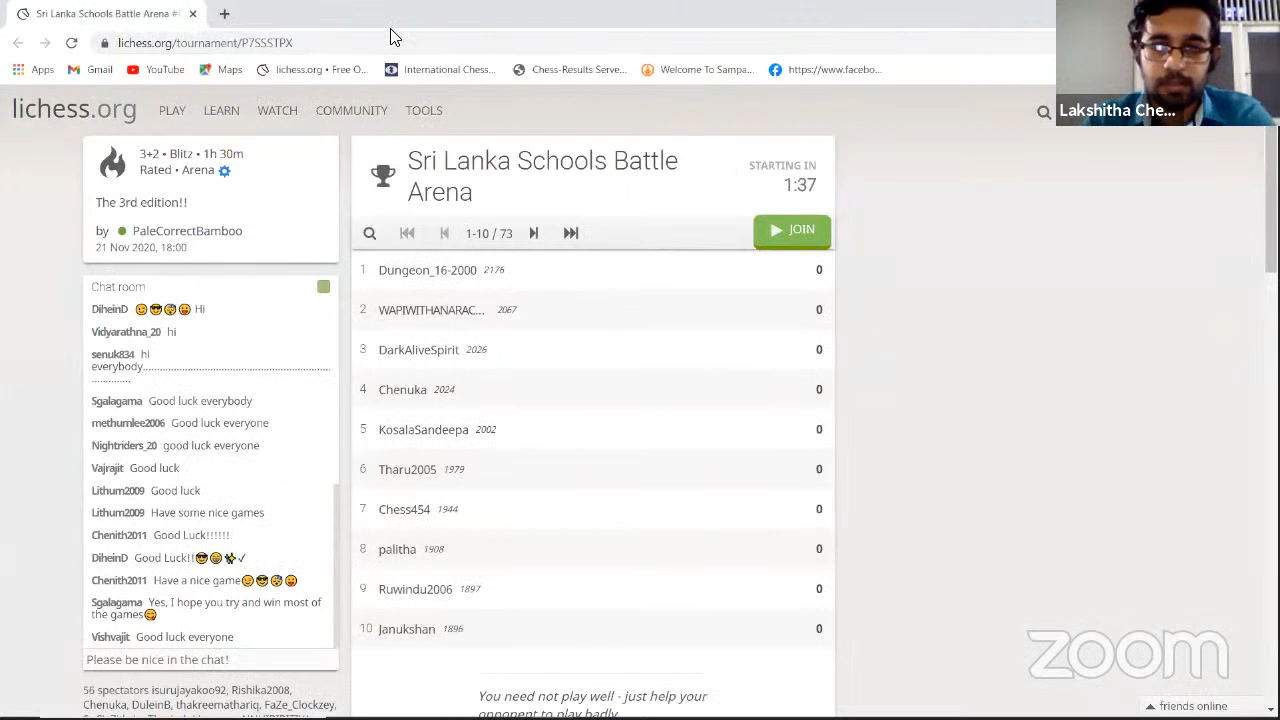 Sri Lanka Schools Battle Arena #
lichess.org/tournament/P7SSSTPX
Apps
Gmail
YouTube
Maps
lichess.org • Free O...
International Chess...
Chess-Results Serve...
Welcome To Sampa...
https://www.facebo...
Lakshitha Che...
lichess.org
PLAY
LEARN
WATCH
COMMUNITY
TOOLS
3+2 • Blitz • 1h 30m
Rated • Arena
The 3rd edition!!
by PaleCorrectBamboo
21 Nov 2020, 18:00
Chat room
DiheinD 😉😎😴😛 Hi
Vidyarathna_20 hi
senuk834 hi
everybody..............................................................
.............
Sgalagama Good luck everybody
methumlee2006 Good luck everyone
Nightriders_20 good luck everyone
Vajrajit Good luck
Lithum2009 Good luck
Lithum2009 Have some nice games
Chenith2011 Good Luck!!!!!!
DiheinD Good Luck!!😎😁✨✓
Chenith2011 Have a nice game😉😎😴😛
Sgalagama Yes, I hope you try and win most of
the games😋
Vishvajit Good luck everyone
Please be nice in the chat!
56 spectators isurujayakoo92, Rishika2008,
Chenuka, DuleinB, thakreemathariq, FaZe_Clockzey,
Sri Lanka Schools Battle
Arena
STARTING IN
1:37
1-10 / 73
JOIN
1 Dungeon_16-2000 2176 0
2 WAPIWITHANARAC... 2067 0
3 DarkAliveSpirit 2026 0
4 Chenuka 2024 0
5 KosalaSandeepa 2002 0
6 Tharu2005 1979 0
7 Chess454 1944 0
8 palitha 1908 0
9 Ruwindu2006 1897 0
10 Janukshan 1896 0
You need not play well - just help your
opponent to play badly.
zoom
friends online